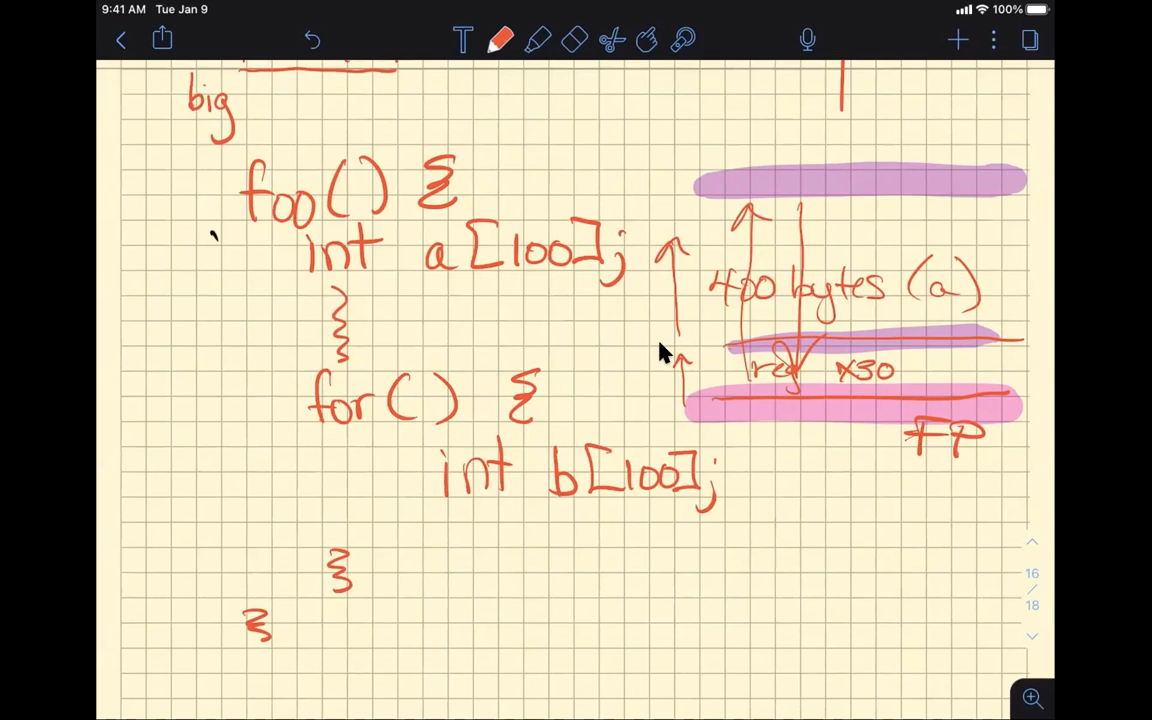 9:41 AM Tue Jan 9
100%
T
big
foo() {
int a[100];
400 bytes (a)
}
reg x30
for() {
FP
int b[100];
}
}
16
/
18